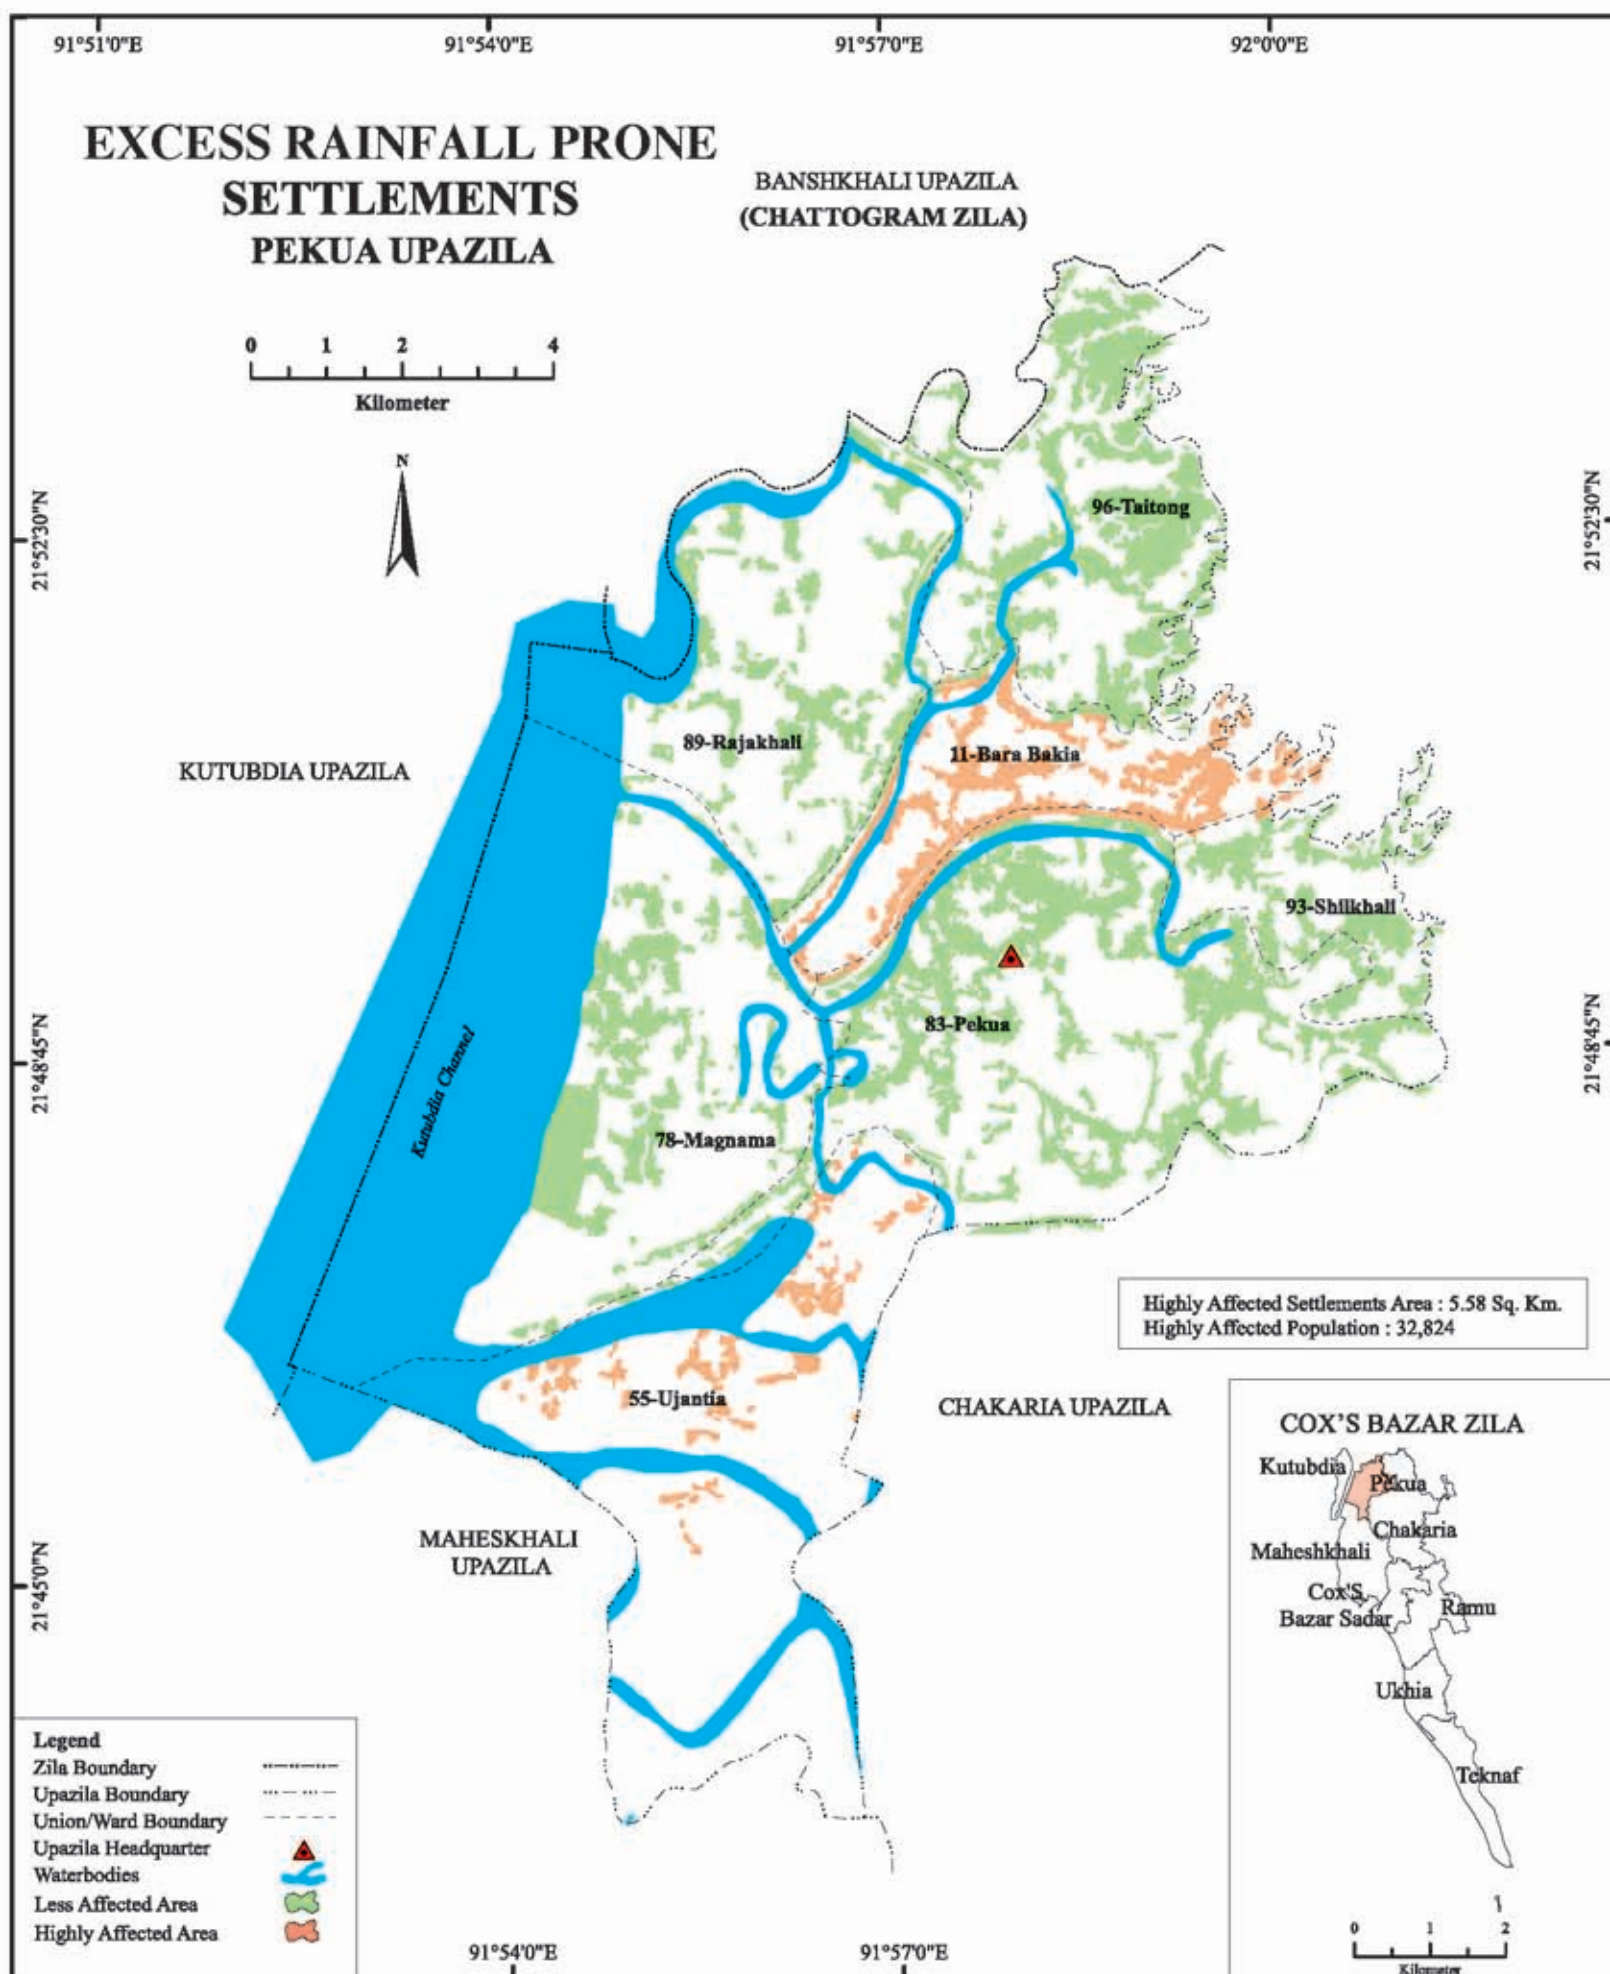 91°51'0"E
91°54'0"E
91°57'0"E
92°0'0"E
EXCESS RAINFALL PRONE
SETTLEMENTS
PEKUA UPAZILA
BANSHKHALI UPAZILA
(CHATTOGRAM ZILA)
0 1 2 4
Kilometer
N
21°52'30"N
21°52'30"N
96-Taitong
89-Rajakhali
11-Bara Bakia
KUTUBDIA UPAZILA
93-Shilkhali
83-Pekua
21°48'45"N
21°48'45"N
Kutubdia Channel
78-Magnama
Highly Affected Settlements Area : 5.58 Sq. Km.
Highly Affected Population : 32,824
55-Ujantia
CHAKARIA UPAZILA
MAHESKHALI
UPAZILA
21°45'0"N
COX'S BAZAR ZILA
Kutubdia
Pekua
Chakaria
Maheshkhali
Cox'S
Bazar Sadar
Ramu
Ukhia
Teknaf
0 1 2
Kilometer
Legend
Zila Boundary
Upazila Boundary
Union/Ward Boundary
Upazila Headquarter
Waterbodies
Less Affected Area
Highly Affected Area
91°54'0"E
91°57'0"E